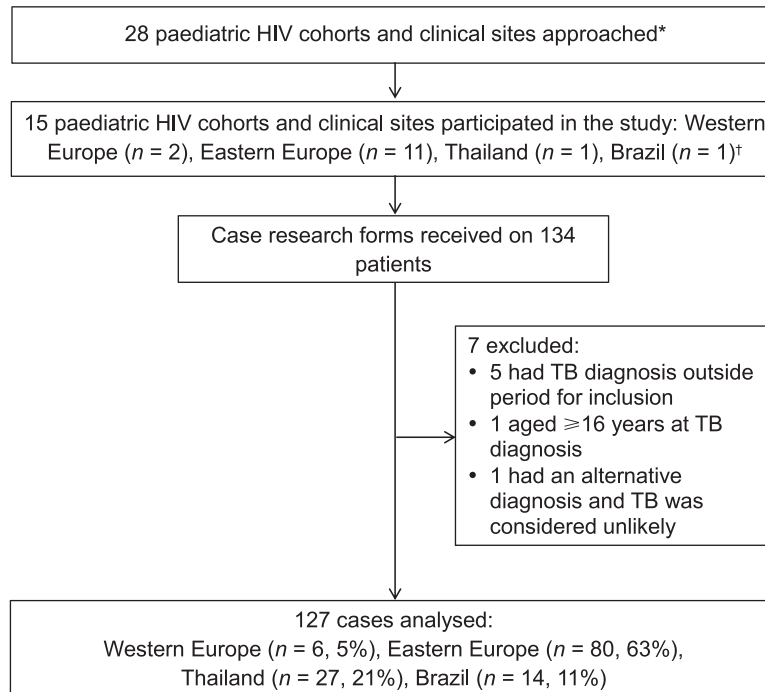 28 paediatric HIV cohorts and clinical sites approached*
15 paediatric HIV cohorts and clinical sites participated in the study: Western
Europe (n = 2), Eastern Europe (n = 11), Thailand (n = 1), Brazil (n = 1)†
Case research forms received on 134
patients
7 excluded:
• 5 had TB diagnosis outside
period for inclusion
• 1 aged ⩾16 years at TB
diagnosis
• 1 had an alternative
diagnosis and TB was
considered unlikely
127 cases analysed:
Western Europe (n = 6, 5%), Eastern Europe (n = 80, 63%),
Thailand (n = 27, 21%), Brazil (n = 14, 11%)